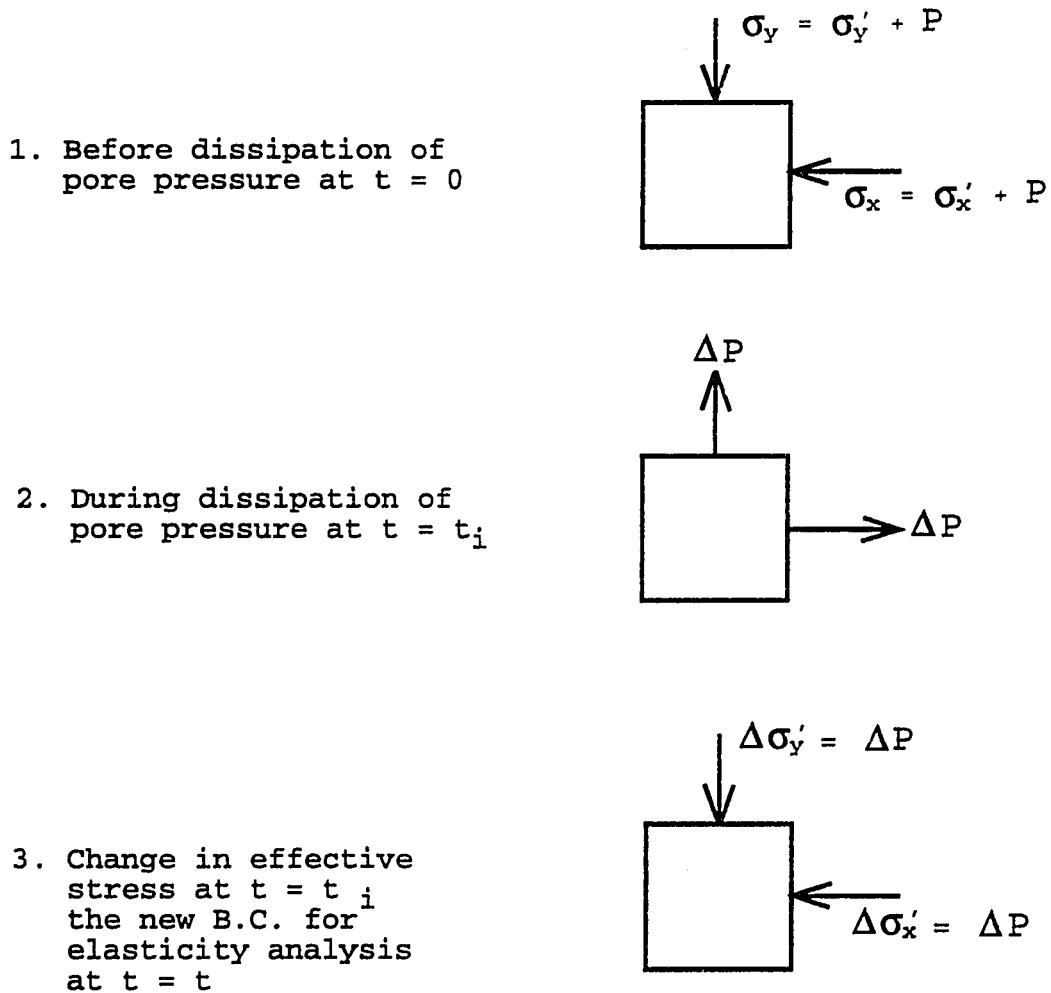 σy = σy′ + P
1. Before dissipation of
pore pressure at t = 0
σx = σx′ + P
ΔP
2. During dissipation of
pore pressure at t = ti
ΔP
Δσy′ = ΔP
3. Change in effective
stress at t = t i
the new B.C. for
elasticity analysis
at t = t
Δσx′ = ΔP